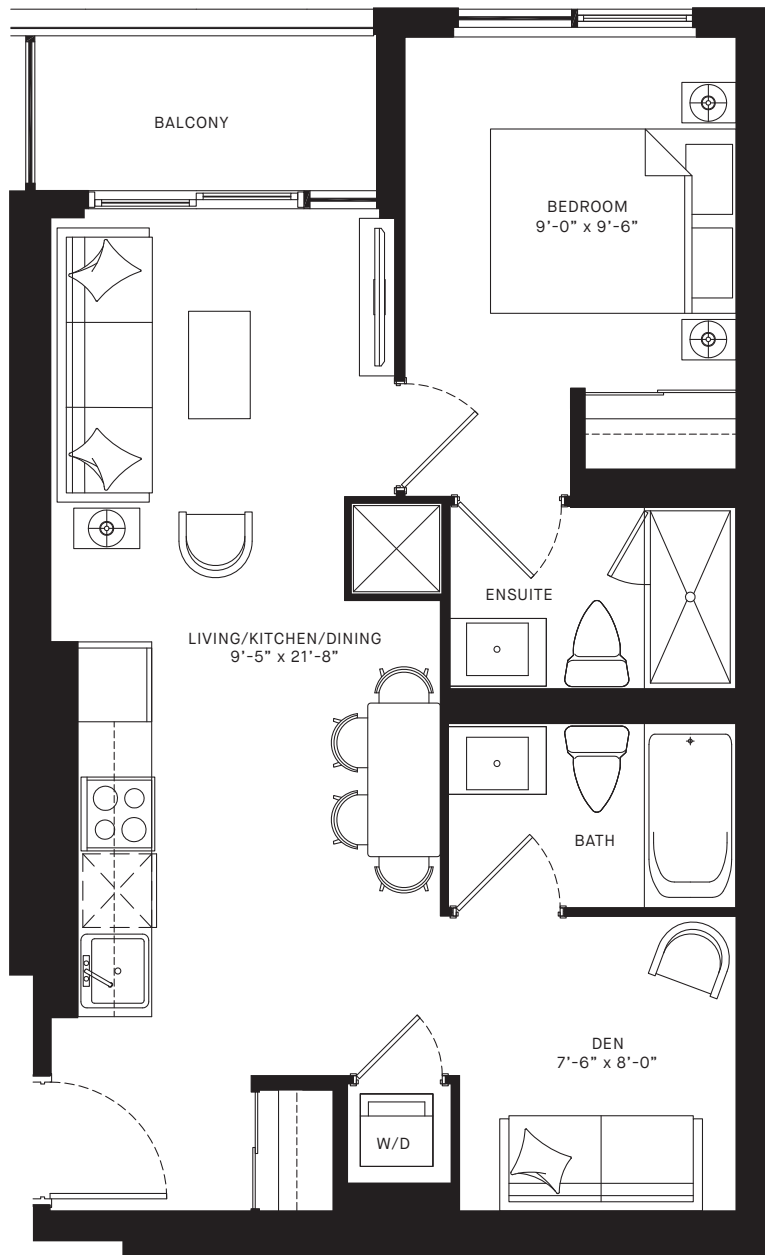 BALCONY
BEDROOM
9’-0” x 9’-6”
ENSUITE
LIVING/KITCHEN/DINING
9’-5” x 21’-8”
BATH
DEN
7’-6” x 8’-0”
W/D